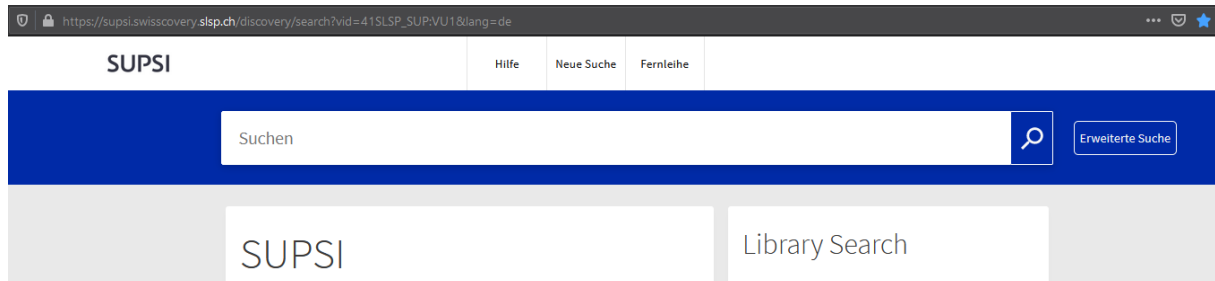 https://supsi.swisscovery.slsp.ch/discovery/search?vid=41SLSP_SUP:VU1&lang=de
SUPSI Hilfe Neue Suche Fernleihe
Suchen Erweiterte Suche
SUPSI Library Search